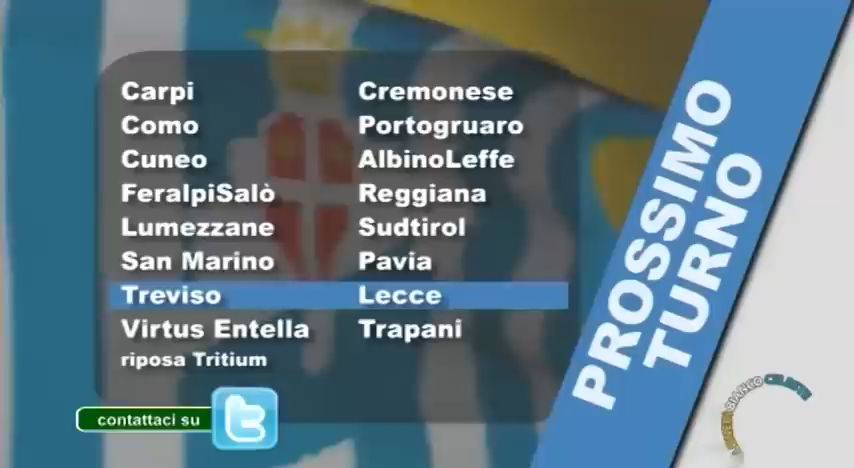 Carpi Cremonese
Como Portogruaro
Cuneo AlbinoLeffe
FeralpiSalò Reggiana
Lumezzane Sudtirol
San Marino Pavia
Treviso Lecce
Virtus Entella Trapani
riposa Tritium
contattaci su
PROSSIMO
TURNO
BIANCO